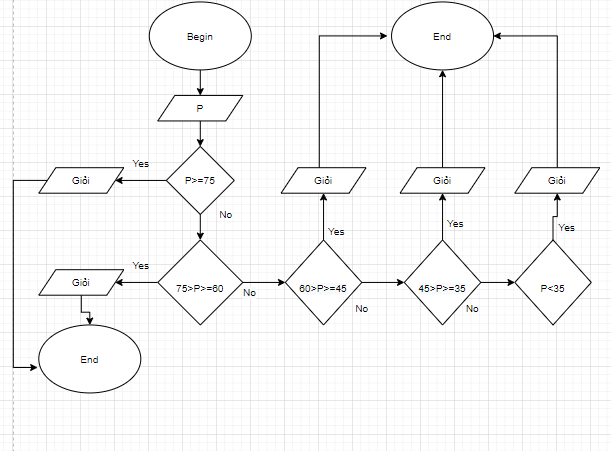 Begin
End
P
Yes
Giỏi
P>=75
Giỏi
Giỏi
Giỏi
No
Yes
Yes
Yes
Yes
Giỏi
75>P>=60
No
60>P>=45
No
45>P>=35
No
P<35
End